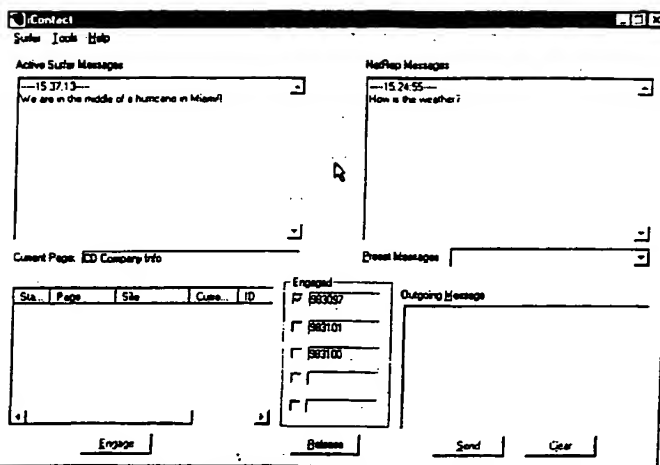 iContact
Surfer Tools Help
Active Surfer Messages
----15.37.13----
We are in the middle of a hurricane in Miami!!
NetRep Messages
----15.24:55----
How is the weather?
Current Page: ICD Company Info
Preset Messages
Sta... Page Site Curre... ID
Engaged
983097
983101
983100
Outgoing Message
Engage
Release
Send
Clear